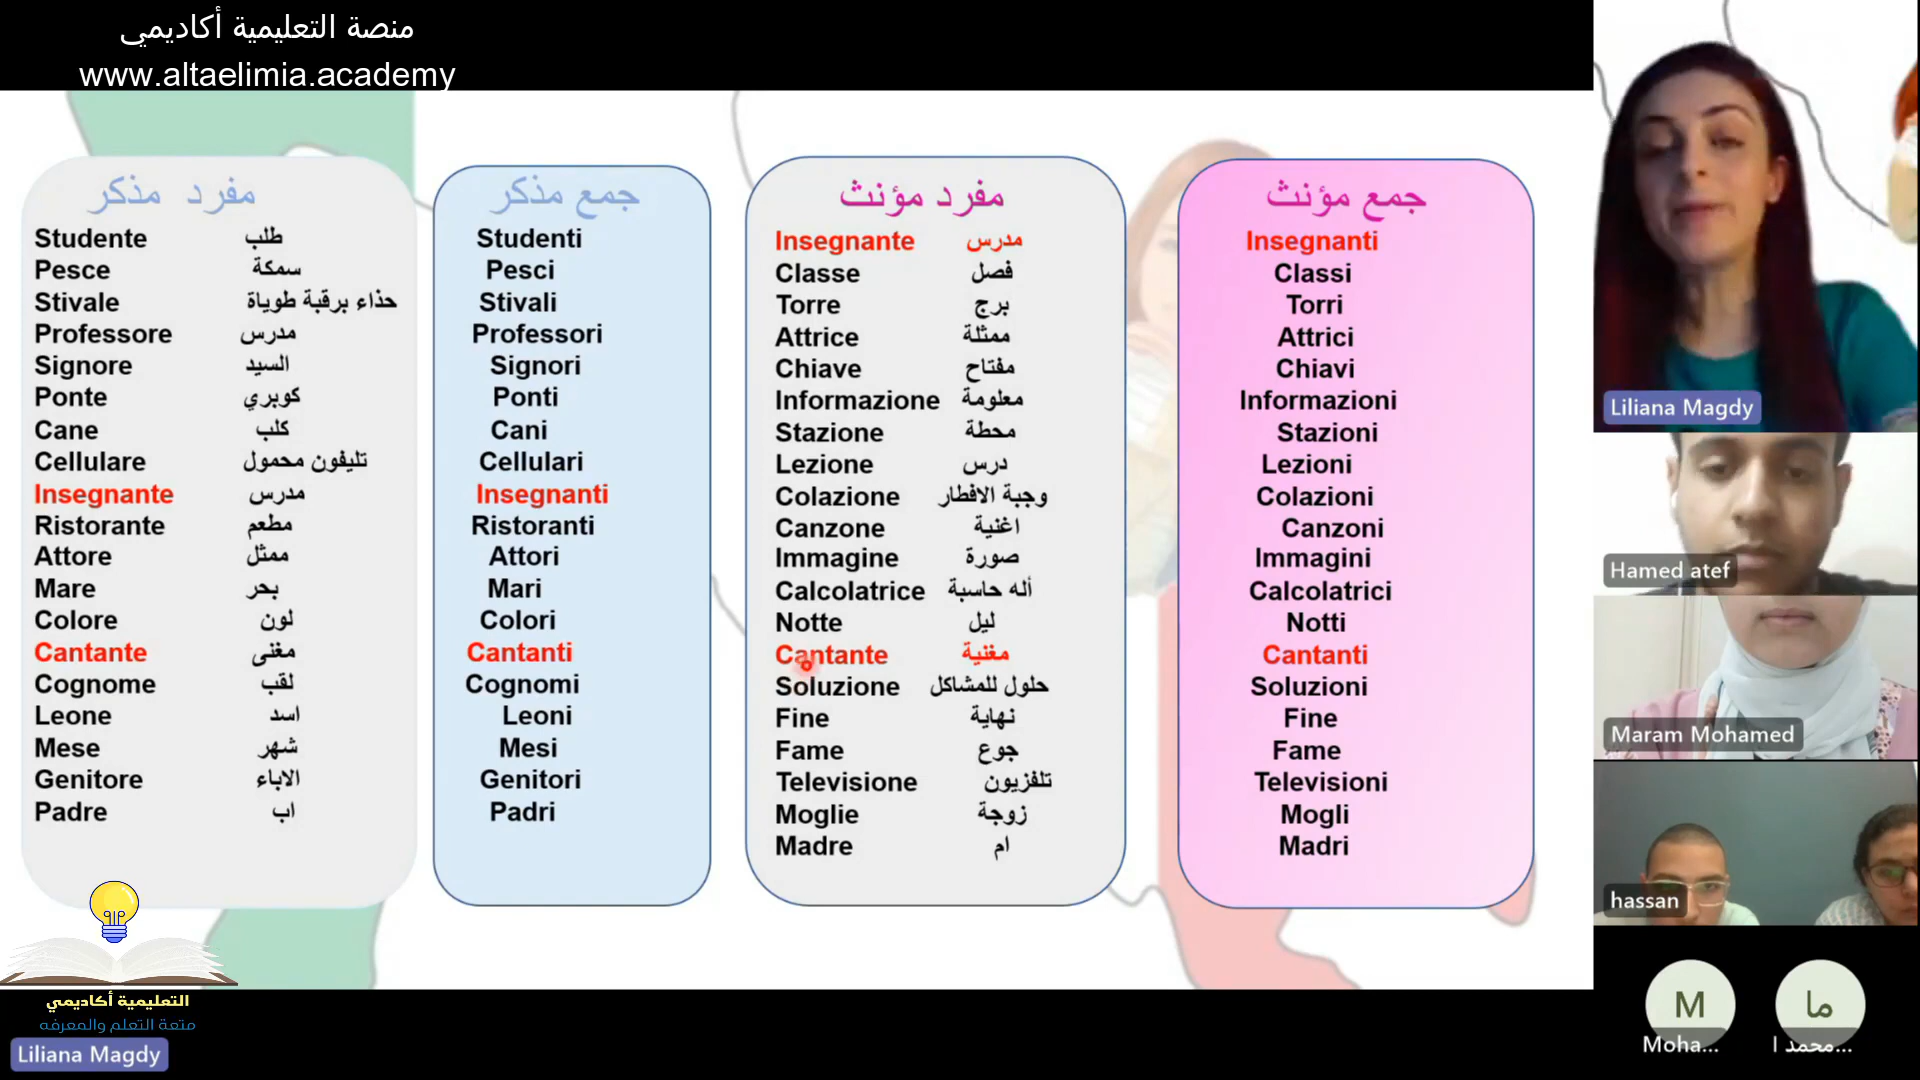 منصة التعليمية أكاديمي
www.altaelimia.academy
مفرد مذكر
Studente طلب
Pesce سمكة
Stivale حذاء برقبة طوياة
Professore مدرس
Signore السيد
Ponte كوبري
Cane كلب
Cellulare تليفون محمول
Insegnante مدرس
Ristorante مطعم
Attore ممثل
Mare بحر
Colore لون
Cantante مغنى
Cognome لقب
Leone اسد
Mese شهر
Genitore الاباء
Padre اب
جمع مذكر
Studenti
Pesci
Stivali
Professori
Signori
Ponti
Cani
Cellulari
Insegnanti
Ristoranti
Attori
Mari
Colori
Cantanti
Cognomi
Leoni
Mesi
Genitori
Padri
مفرد مؤنث
Insegnante مدرس
Classe فصل
Torre برج
Attrice ممثلة
Chiave مفتاح
Informazione معلومة
Stazione محطة
Lezione درس
Colazione وجبة الافطار
Canzone اغنية
Immagine صورة
Calcolatrice أله حاسبة
Notte ليل
Cantante مغنية
Soluzione حلول للمشاكل
Fine نهاية
Fame جوع
Televisione تلفزيون
Moglie زوجة
Madre ام
جمع مؤنث
Insegnanti
Classi
Torri
Attrici
Chiavi
Informazioni
Stazioni
Lezioni
Colazioni
Canzoni
Immagini
Calcolatrici
Notti
Cantanti
Soluzioni
Fine
Fame
Televisioni
Mogli
Madri
التعليمية أكاديمي
متعة التعلم والمعرفه
Liliana Magdy
Liliana Magdy
Hamed atef
Maram Mohamed
hassan
M
Moha...
ما
محمد ا...